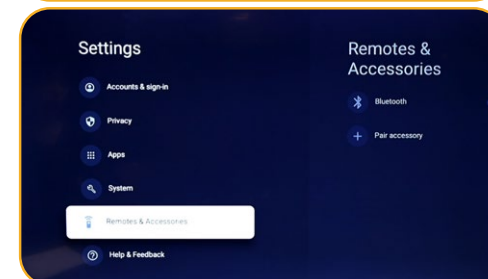 Settings
Accounts & sign-in
Privacy
Apps
System
Remotes & Accessories
Help & Feedback
Remotes &
Accessories
Bluetooth
Pair accessory